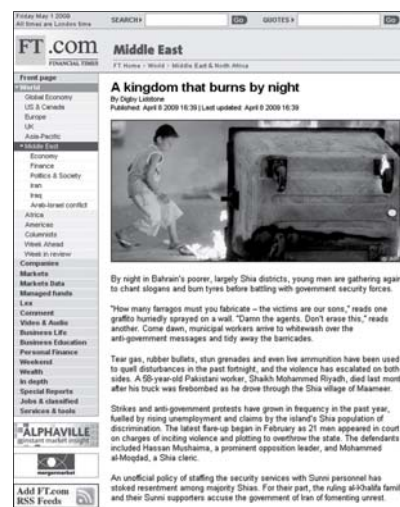 Friday May 1 2009
All times are London time
SEARCH
Go
QUOTES
Go
FT.com
FINANCIAL TIMES
Middle East
FT Home > World > Middle East & North Africa
Front page
World
Global Economy
US & Canada
Europe
UK
Asia-Pacific
Middle East
Economy
Finance
Politics & Society
Iran
Iraq
Arab-Israel conflict
Africa
Americas
Columnists
Week Ahead
Week in review
Companies
Markets
Markets Data
Managed funds
Lex
Comment
Video & Audio
Business Life
Business Education
Personal Finance
Weekend
Wealth
In depth
Special Reports
Jobs & classified
Services & tools
ALPHAVILLE
instant market insight
mergermarket
Add FT.com
RSS Feeds
A kingdom that burns by night
By Digby Lidstone
Published: April 8 2009 16:39 | Last updated: April 8 2009 16:39
By night in Bahrain's poorer, largely Shia districts, young men are gathering again
to chant slogans and burn tyres before battling with government security forces.
"How many farragos must you fabricate – the victims are our sons," reads one
graffito hurriedly sprayed on a wall. "Damn the agents. Don't erase this," reads
another. Come dawn, municipal workers arrive to whitewash over the
anti-government messages and tidy away the barricades.
Tear gas, rubber bullets, stun grenades and even live ammunition have been used
to quell disturbances in the past fortnight, and the violence has escalated on both
sides. A 58-year-old Pakistani worker, Shaikh Mohammed Riyadh, died last mont
after his truck was firebombed as he drove through the Shia village of Maameer.
Strikes and anti-government protests have grown in frequency in the past year,
fuelled by rising unemployment and claims by the island's Shia population of
discrimination. The latest flare-up began in February as 21 men appeared in court
on charges of inciting violence and plotting to overthrow the state. The defendants
included Hassan Mushaima, a prominent opposition leader, and Mohammed
al-Moqdad, a Shia cleric.
An unofficial policy of staffing the security services with Sunni personnel has
stoked resentment among majority Shias. For their part, the ruling al-Khalifa famil
and their Sunni supporters accuse the government of Iran of fomenting unrest.